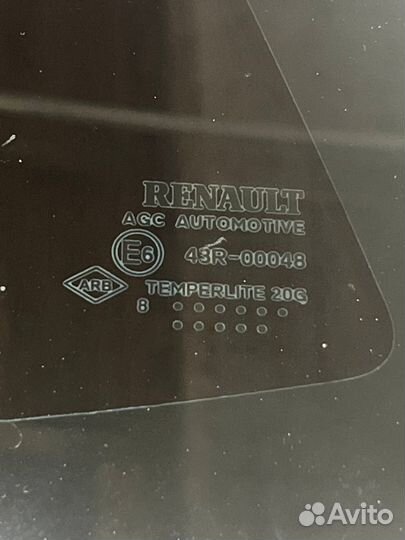 RENAULT
AGC AUTOMOTIVE
E6 43R-00048
ARB TEMPERLITE 20G
8
Avito